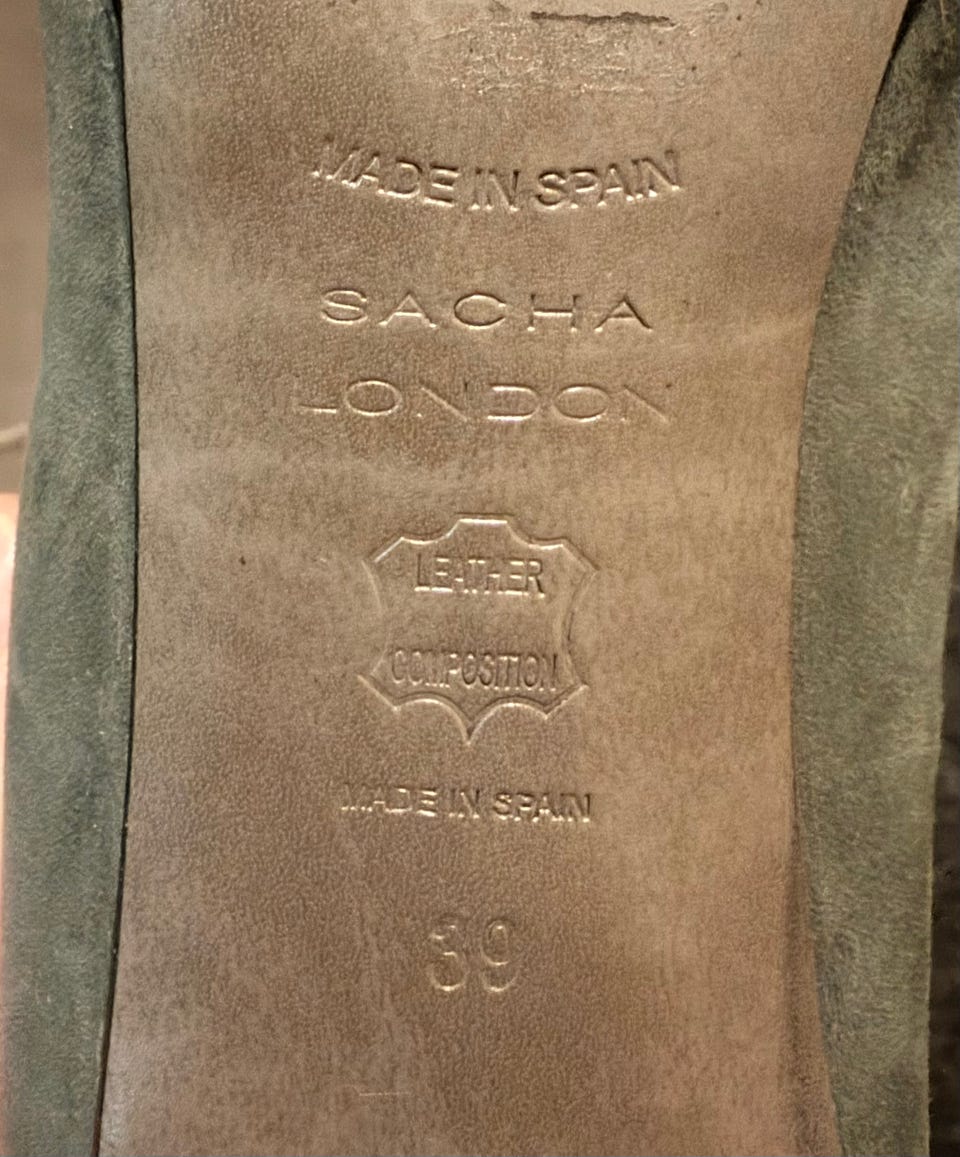 MADE IN SPAIN
SACHA
LONDON
LEATHER
COMPOSITION
MADE IN SPAIN
39